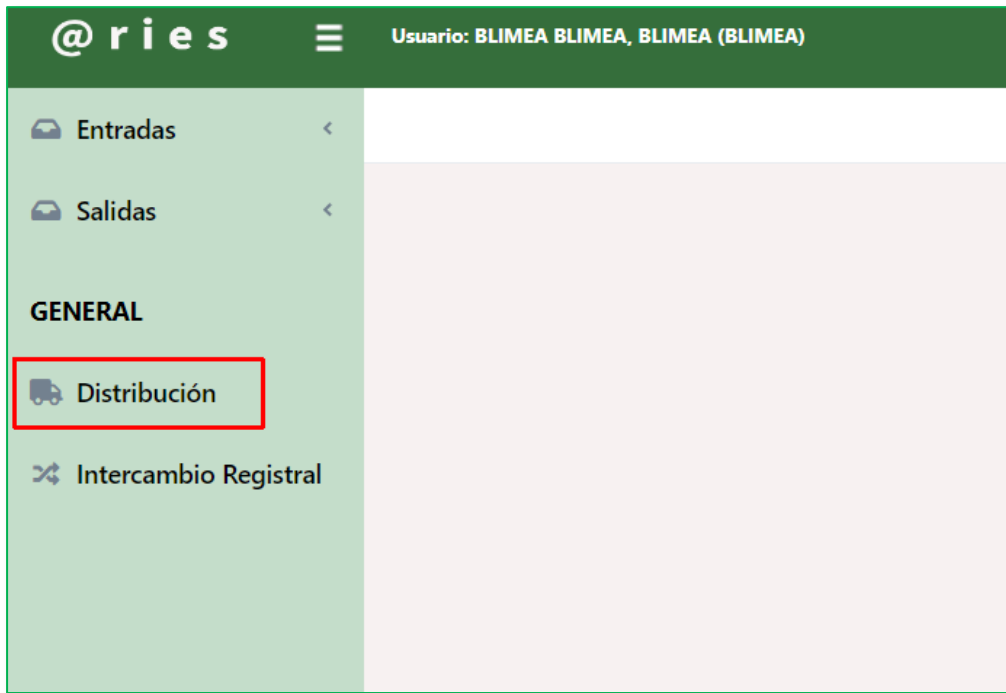 @ries
Usuario: BLIMEA BLIMEA, BLIMEA (BLIMEA)
Entradas
Salidas
GENERAL
Distribución
Intercambio Registral